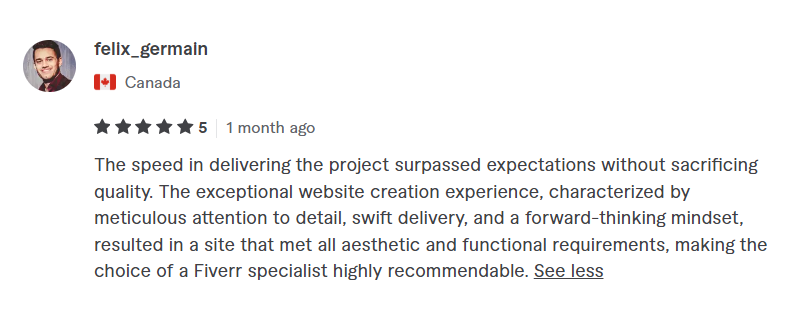 felix_germain
Canada
5 | 1 month ago
The speed in delivering the project surpassed expectations without sacrificing
quality. The exceptional website creation experience, characterized by
meticulous attention to detail, swift delivery, and a forward-thinking mindset,
resulted in a site that met all aesthetic and functional requirements, making the
choice of a Fiverr specialist highly recommendable. See less